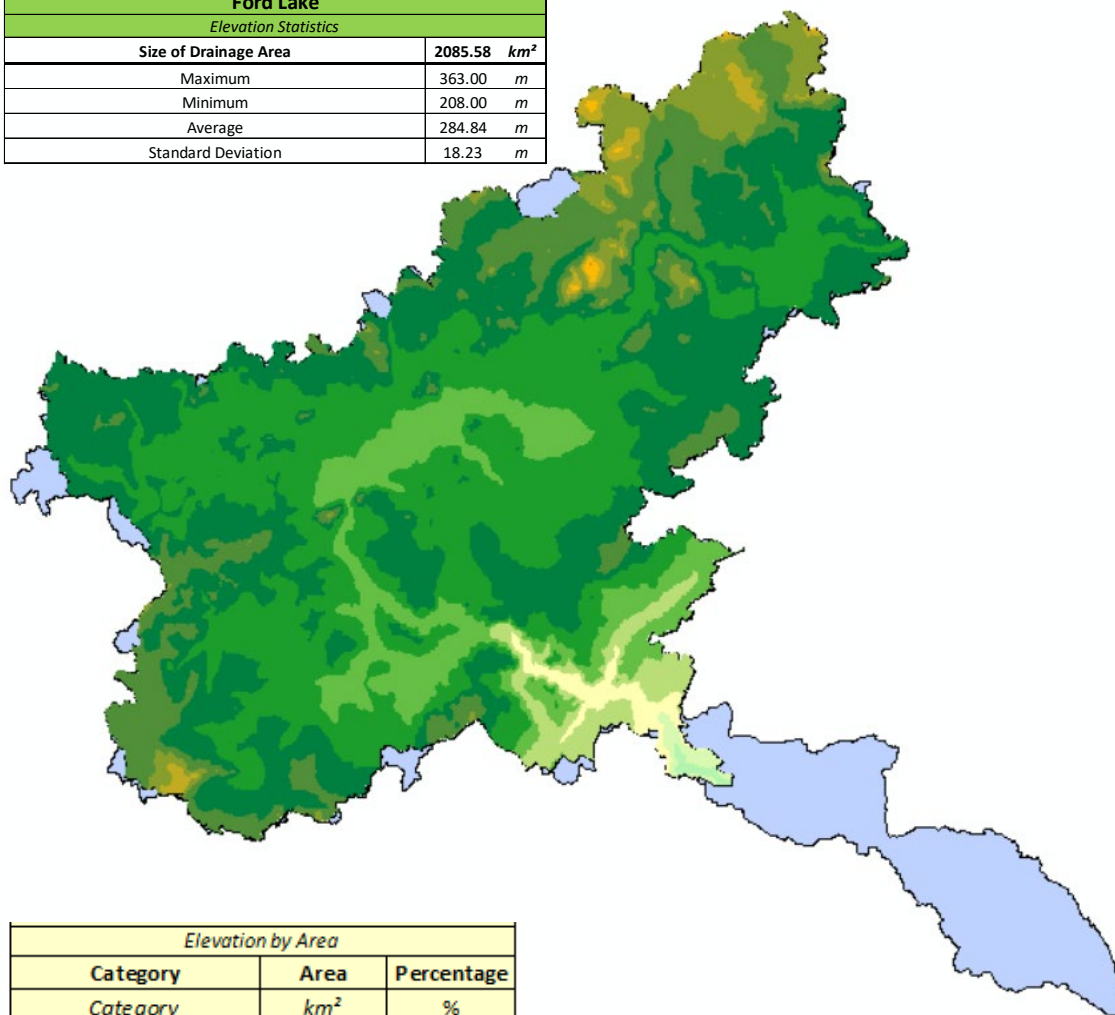 Ford Lake
Elevation Statistics
Size of Drainage Area 2085.58 km²
Maximum 363.00 m
Minimum 208.00 m
Average 284.84 m
Standard Deviation 18.23 m
Elevation by Area
Category Area Percentage
Category km² %